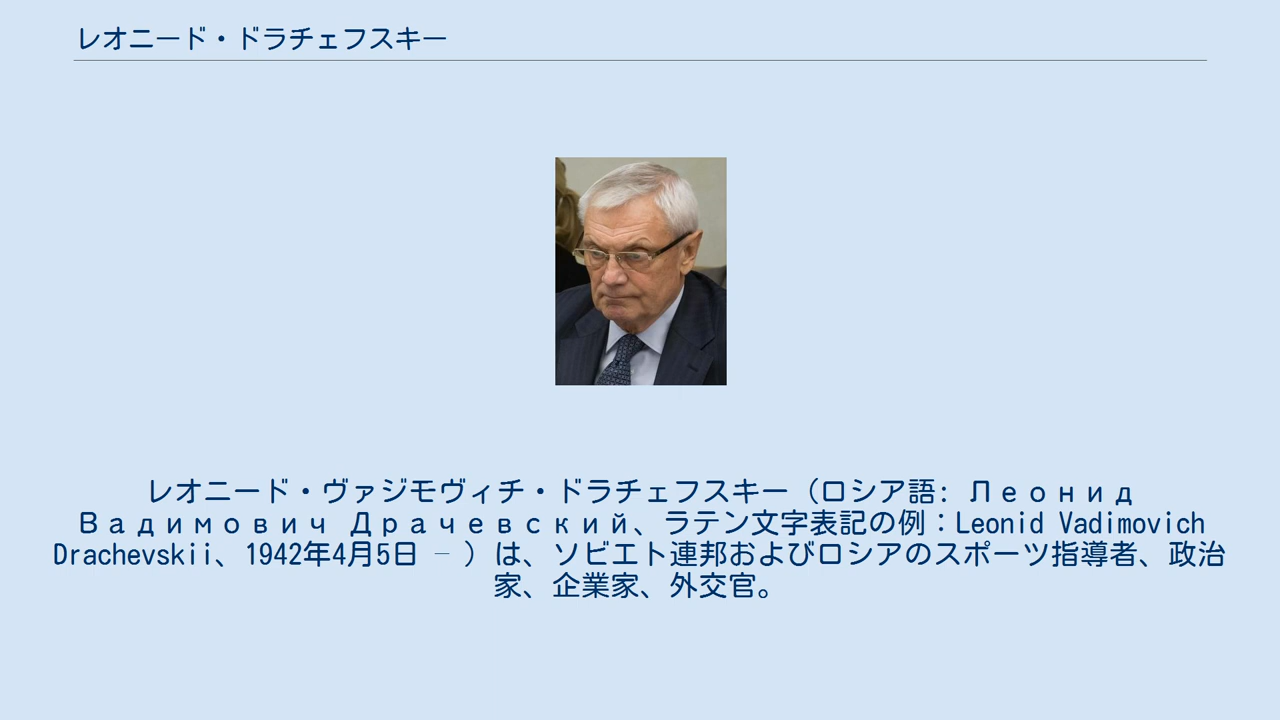 レオニード・ドラチェフスキー
レオニード・ヴァジモヴィチ・ドラチェフスキー（ロシア語: Леонид
Вадимович Драчевский、ラテン文字表記の例：Leonid Vadimovich
Drachevskii、1942年4月5日 – ）は、ソビエト連邦およびロシアのスポーツ指導者、政治
家、企業家、外交官。